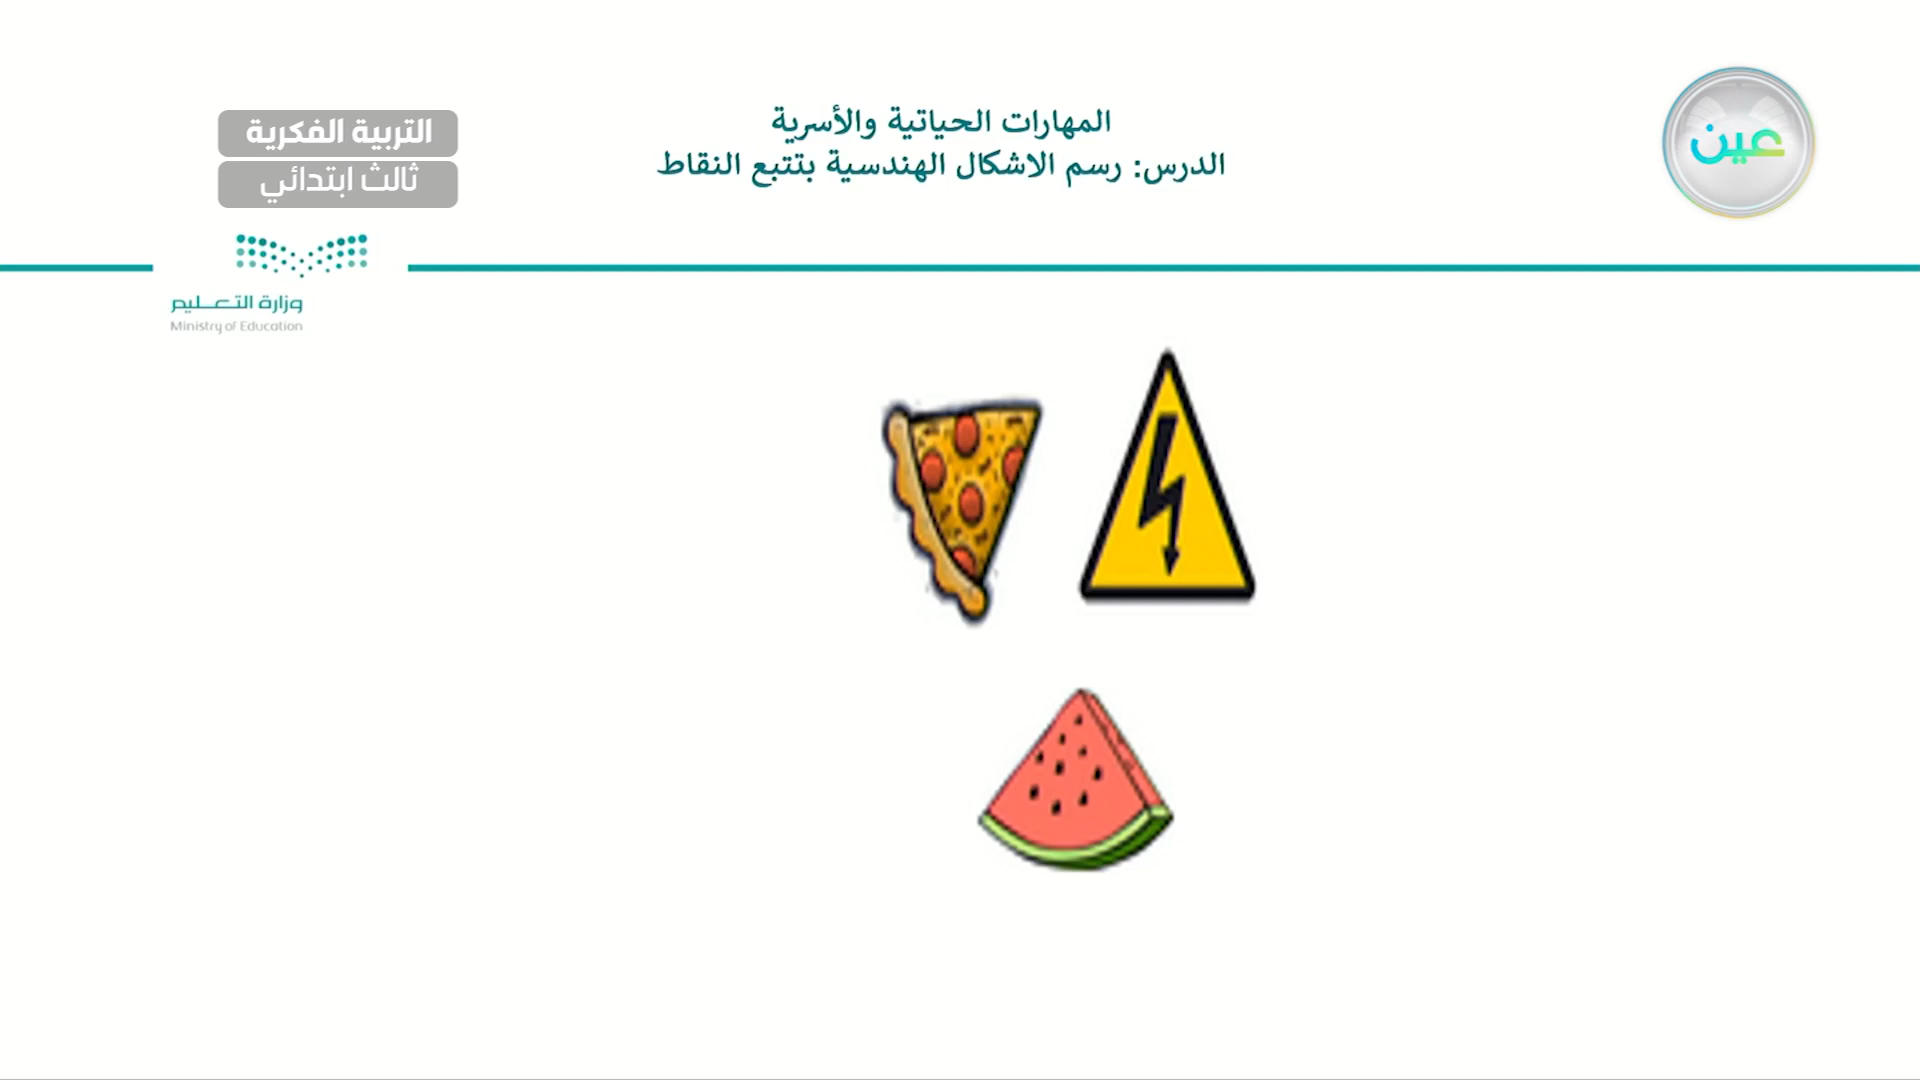 المهارات الحياتية والأسرية
الدرس: رسم الاشكال الهندسية بتتبع النقاط
عين
التربية الفكرية
ثالث ابتدائي
وزارة التعليم
Ministry of Education